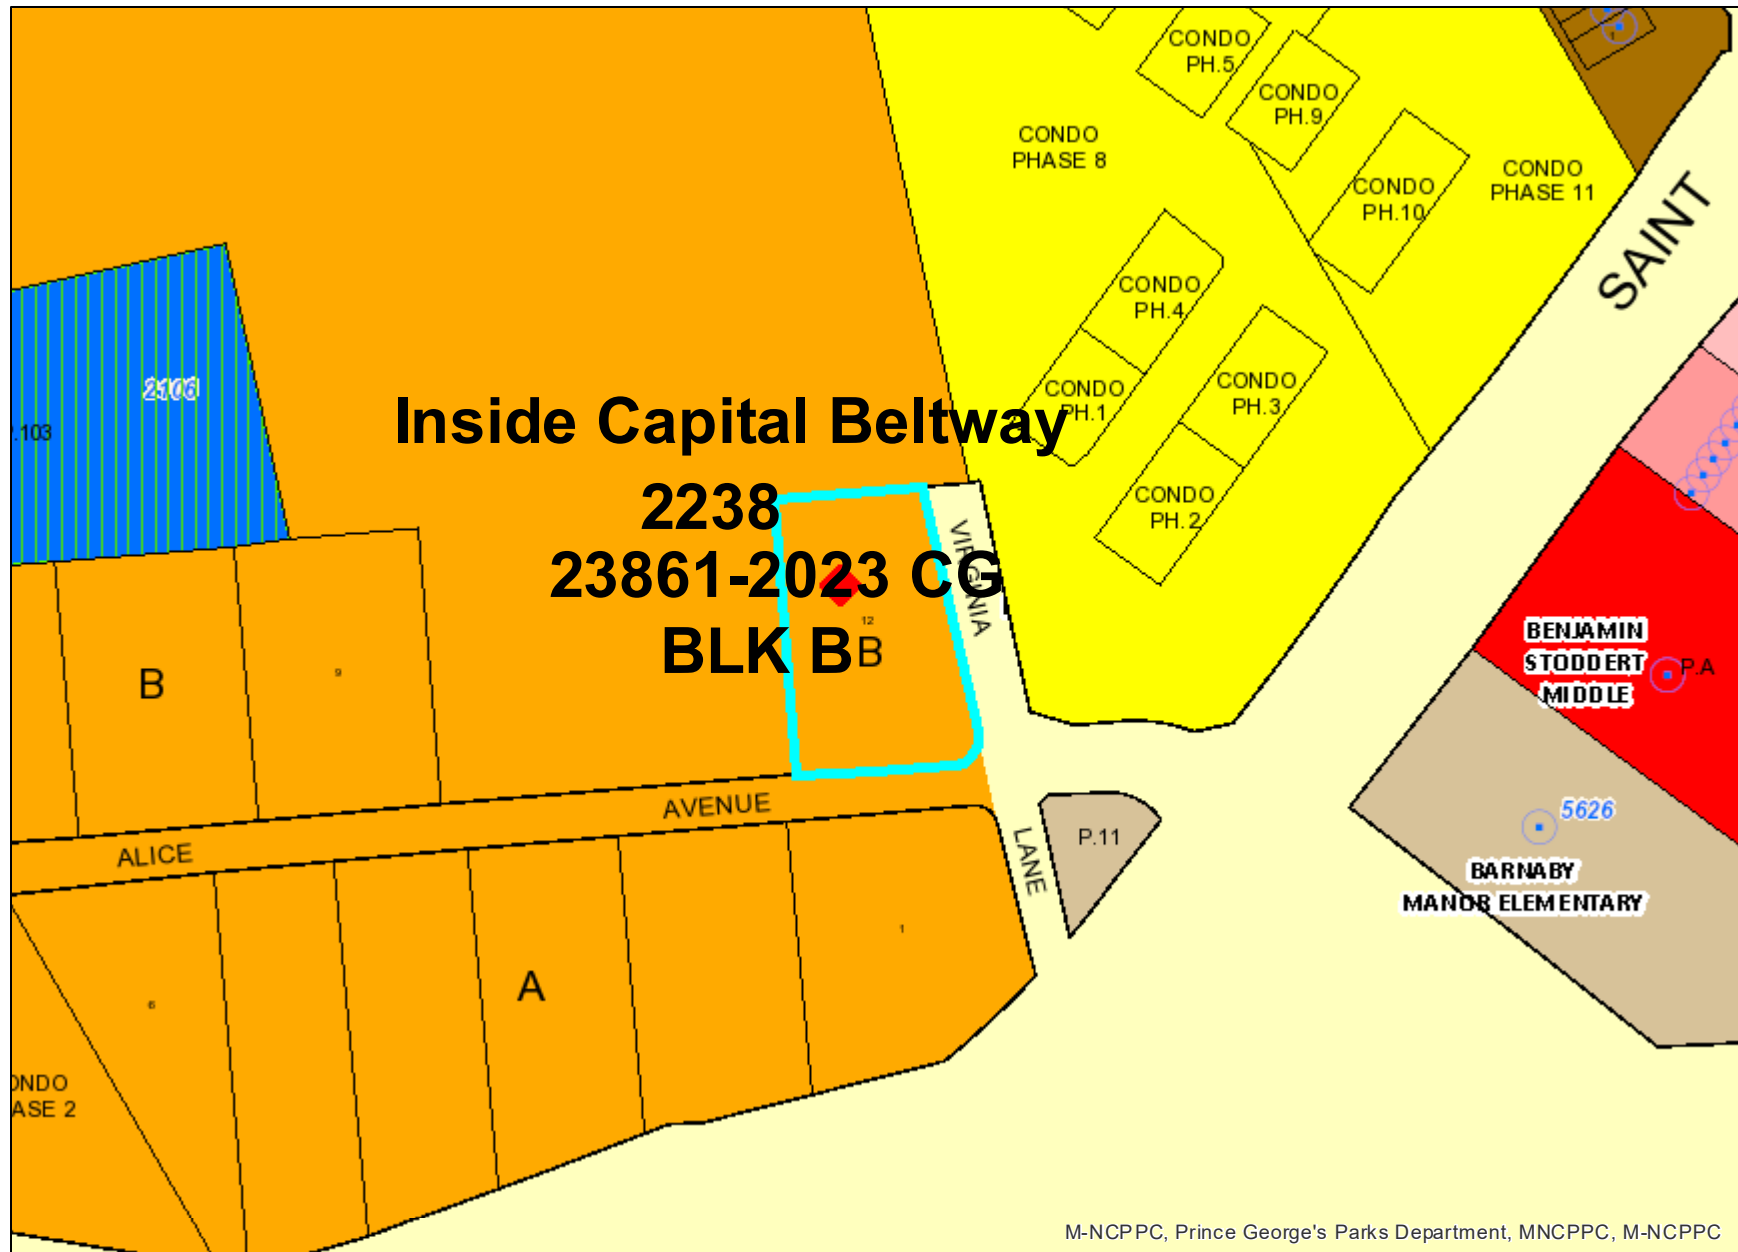 CONDO
PH.5
CONDO
PH.9
CONDO
PHASE 8
CONDO
PH.10
CONDO
PHASE 11
SAINT
CONDO
PH.4
CONDO
PH.1
CONDO
PH.3
CONDO
PH.2
2106
.103
Inside Capital Beltway
2238
23861-2023 CG
BLK B
12
B
VIRGINIA
B
9
BENJAMIN
STODDERT
MIDDLE
P.A
5626
BARNABY
MANOR ELEMENTARY
AVENUE
ALICE
LANE
P.11
1
A
6
ONDO
ASE 2
M-NCPPC, Prince George's Parks Department, MNCPPC, M-NCPPC